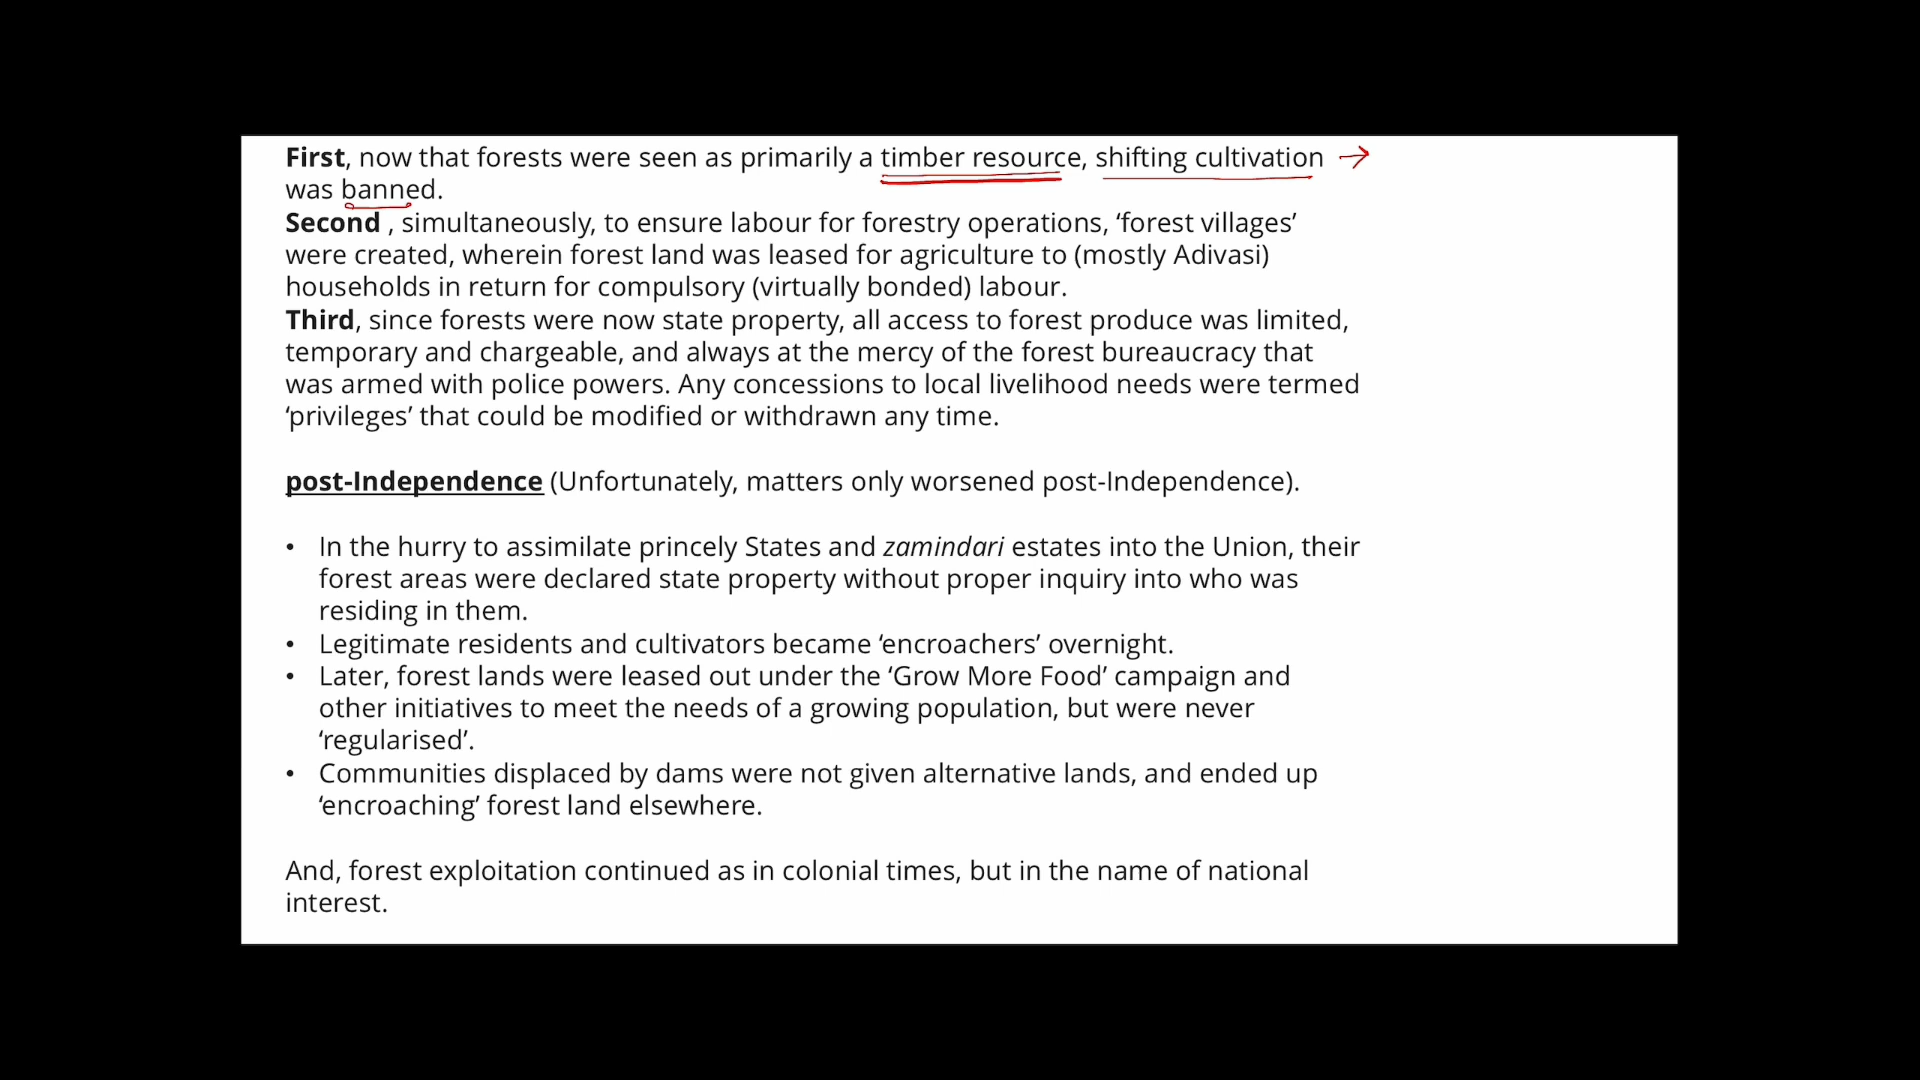 First, now that forests were seen as primarily a timber resource, shifting cultivation →
was banned.
Second , simultaneously, to ensure labour for forestry operations, ‘forest villages’
were created, wherein forest land was leased for agriculture to (mostly Adivasi)
households in return for compulsory (virtually bonded) labour.
Third, since forests were now state property, all access to forest produce was limited,
temporary and chargeable, and always at the mercy of the forest bureaucracy that
was armed with police powers. Any concessions to local livelihood needs were termed
‘privileges’ that could be modified or withdrawn any time.
post-Independence (Unfortunately, matters only worsened post-Independence).
• In the hurry to assimilate princely States and zamindari estates into the Union, their
forest areas were declared state property without proper inquiry into who was
residing in them.
• Legitimate residents and cultivators became ‘encroachers’ overnight.
• Later, forest lands were leased out under the ‘Grow More Food’ campaign and
other initiatives to meet the needs of a growing population, but were never
‘regularised’.
• Communities displaced by dams were not given alternative lands, and ended up
‘encroaching’ forest land elsewhere.
And, forest exploitation continued as in colonial times, but in the name of national
interest.